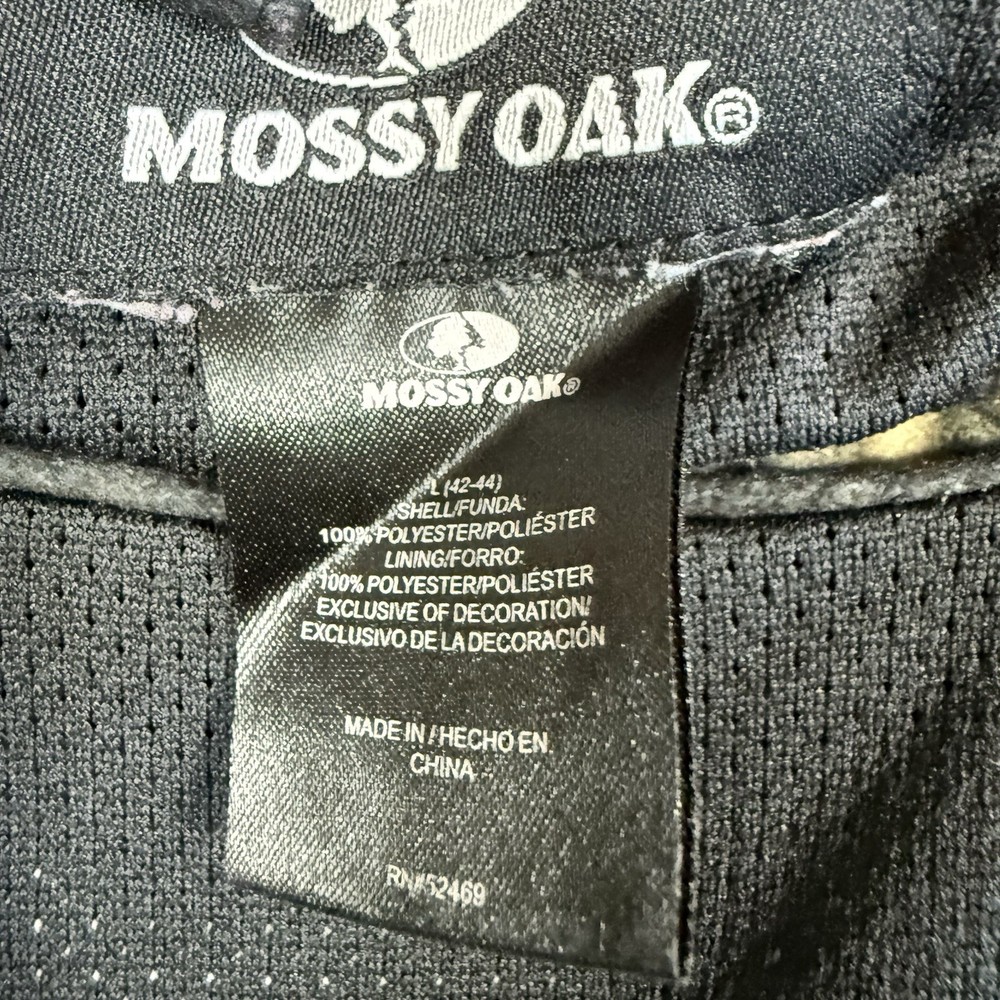 MOSSY OAK®
MOSSY OAK®
L (42-44)
SHELL/FUNDA:
100% POLYESTER/POLIÉSTER
LINING/FORRO:
100% POLYESTER/POLIÉSTER
EXCLUSIVE OF DECORATION/
EXCLUSIVO DE LA DECORACIÓN
MADE IN / HECHO EN
CHINA
RN#52469